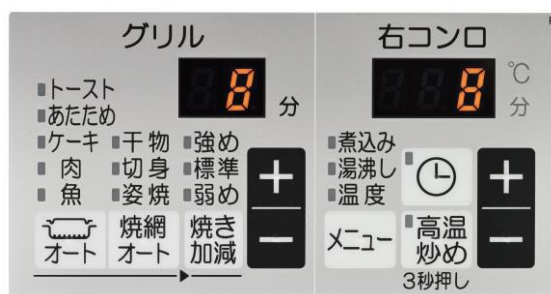 グリル
8
分
トースト
あたため
ケーキ 干物 強め
肉 切身 標準
魚 姿焼 弱め
オート
焼網
オート
焼き
加減
+
−
右コンロ
8
℃
分
煮込み
湯沸し
温度
メニュー
高温
炒め
3秒押し
+
−